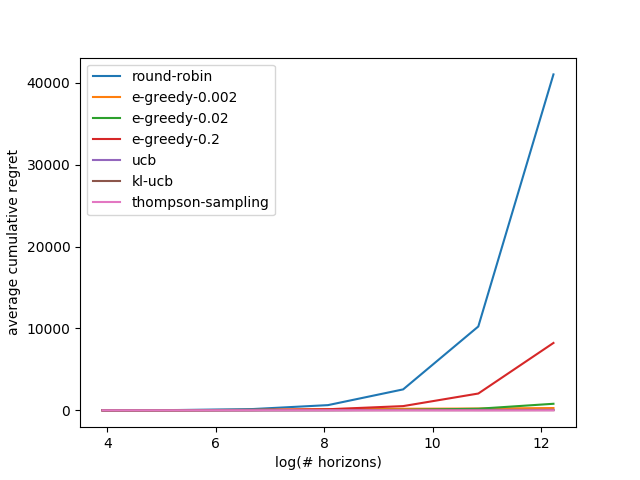 40000
30000
20000
10000
0
average cumulative regret
round-robin
e-greedy-0.002
e-greedy-0.02
e-greedy-0.2
ucb
kl-ucb
thompson-sampling
4 6 8 10 12
log(# horizons)